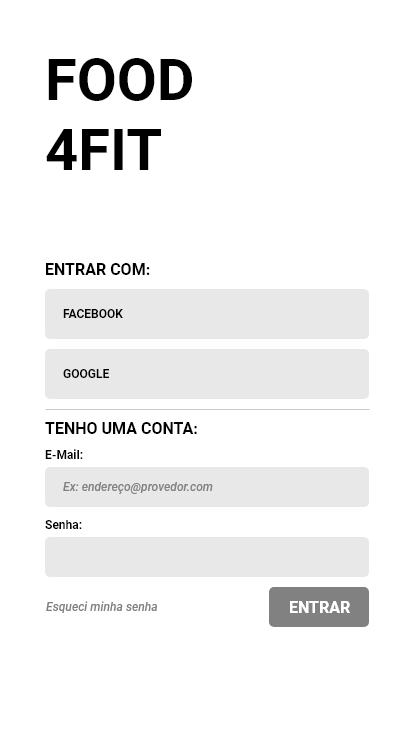 FOOD
4FIT
ENTRAR COM:
FACEBOOK
GOOGLE
TENHO UMA CONTA:
E-Mail:
Ex: endereço@provedor.com
Senha:
Esqueci minha senha
ENTRAR